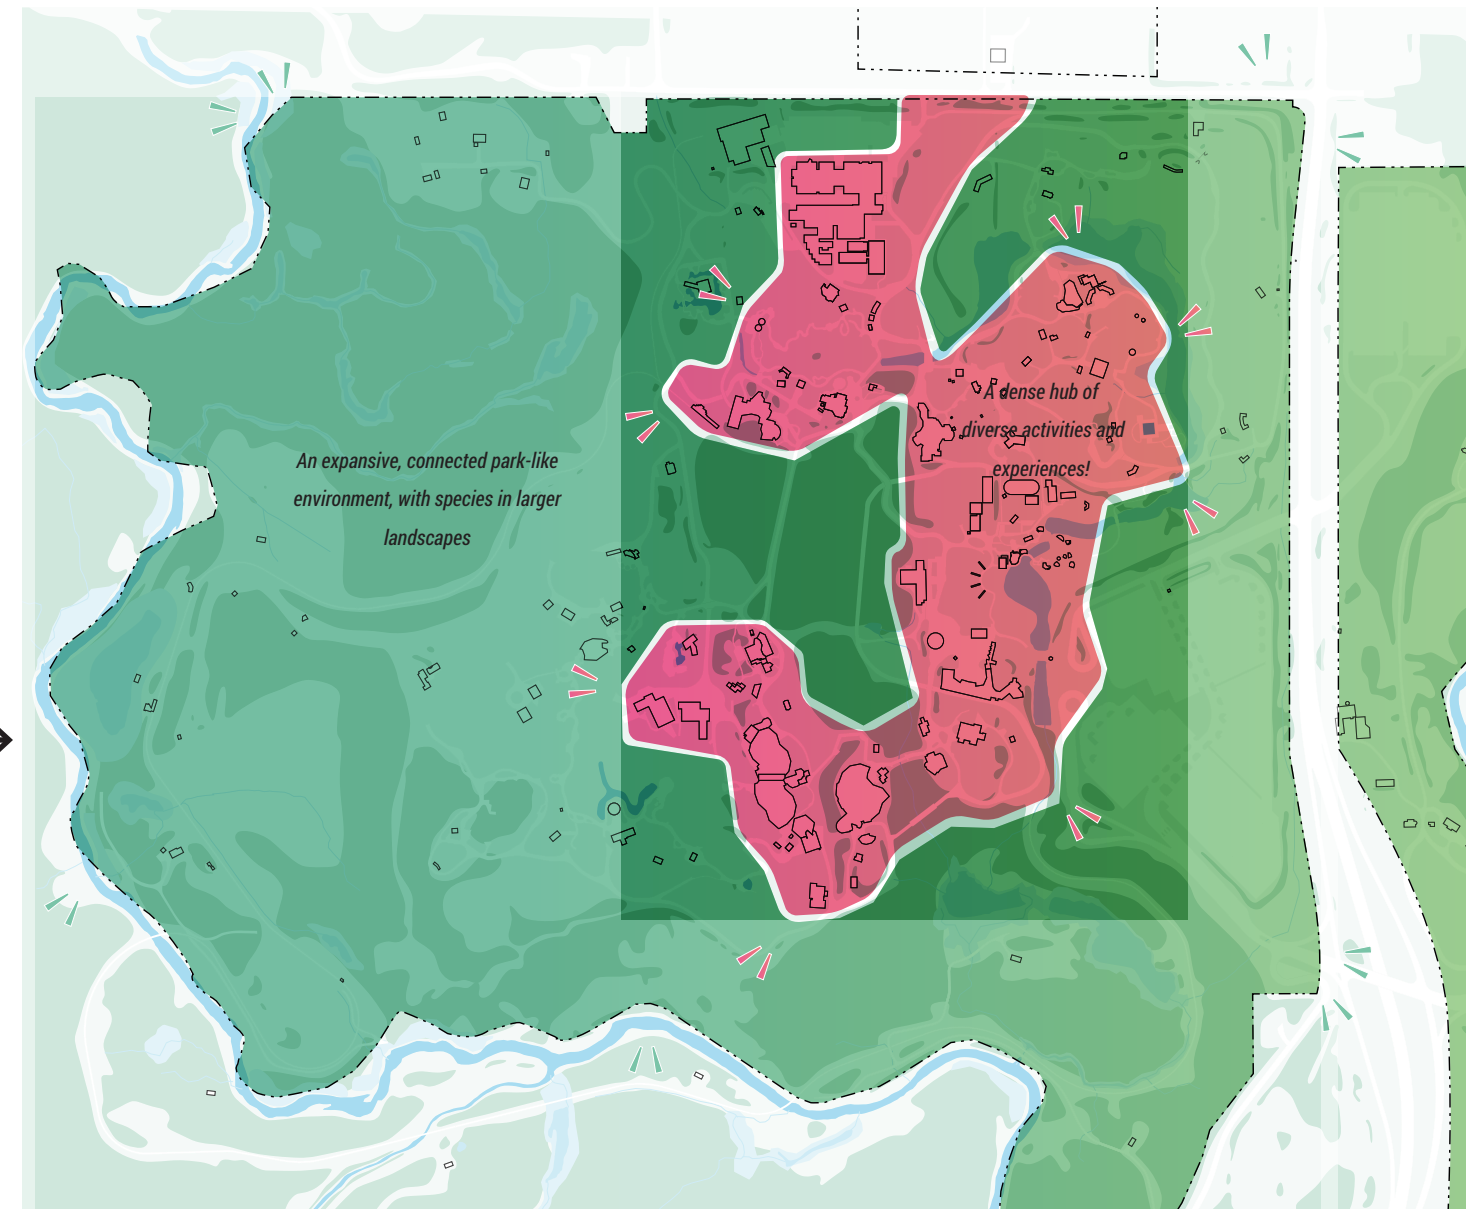 A dense hub of
diverse activities and
experiences!
An expansive, connected park-like
environment, with species in larger
landscapes